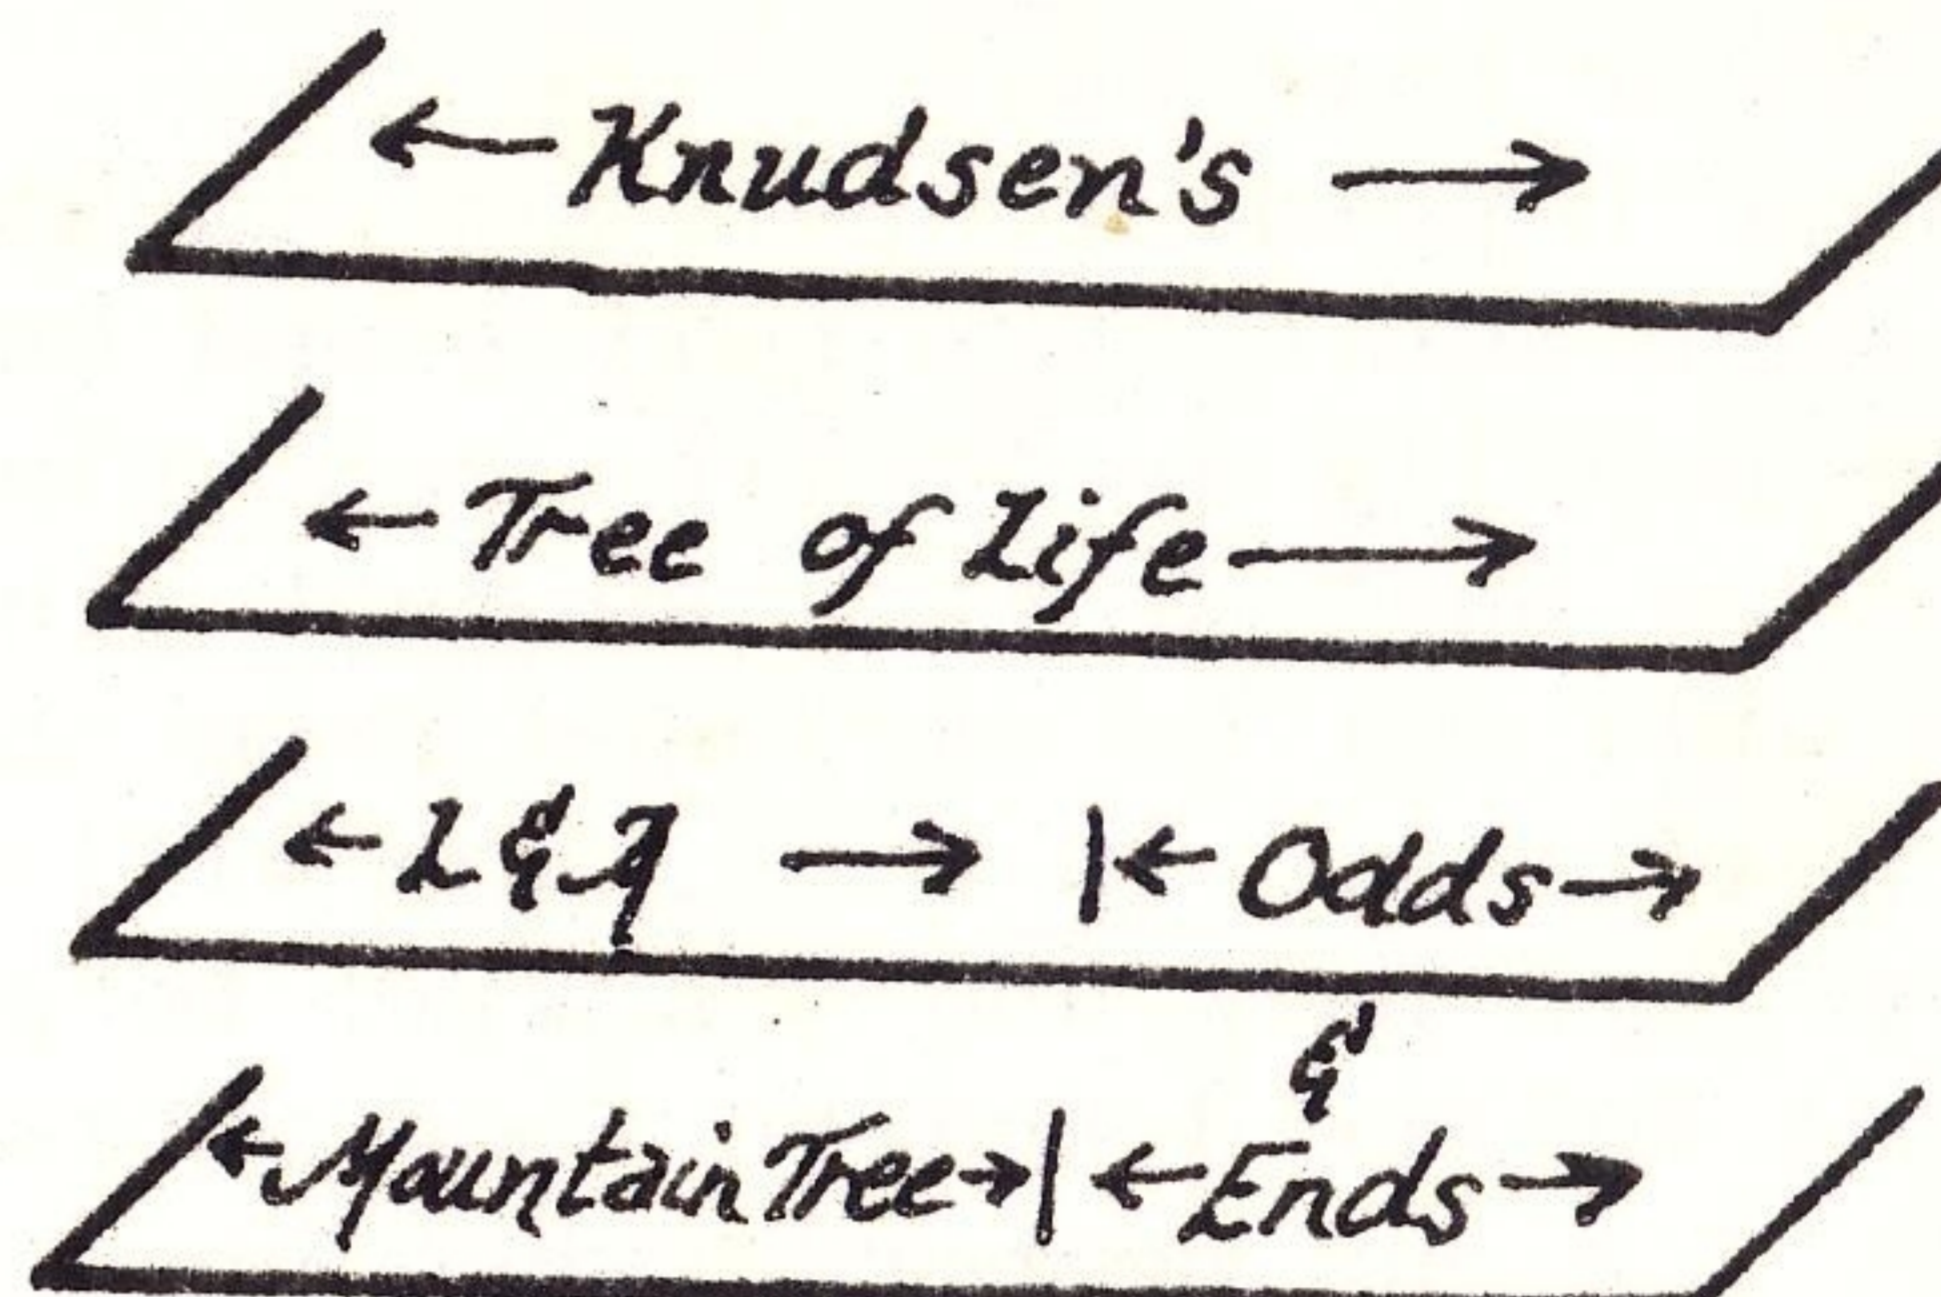 ← Knudsen's →
← Tree of Life →
← L & A → |← Odds →
&
← Mountain Tree → | ← Ends →